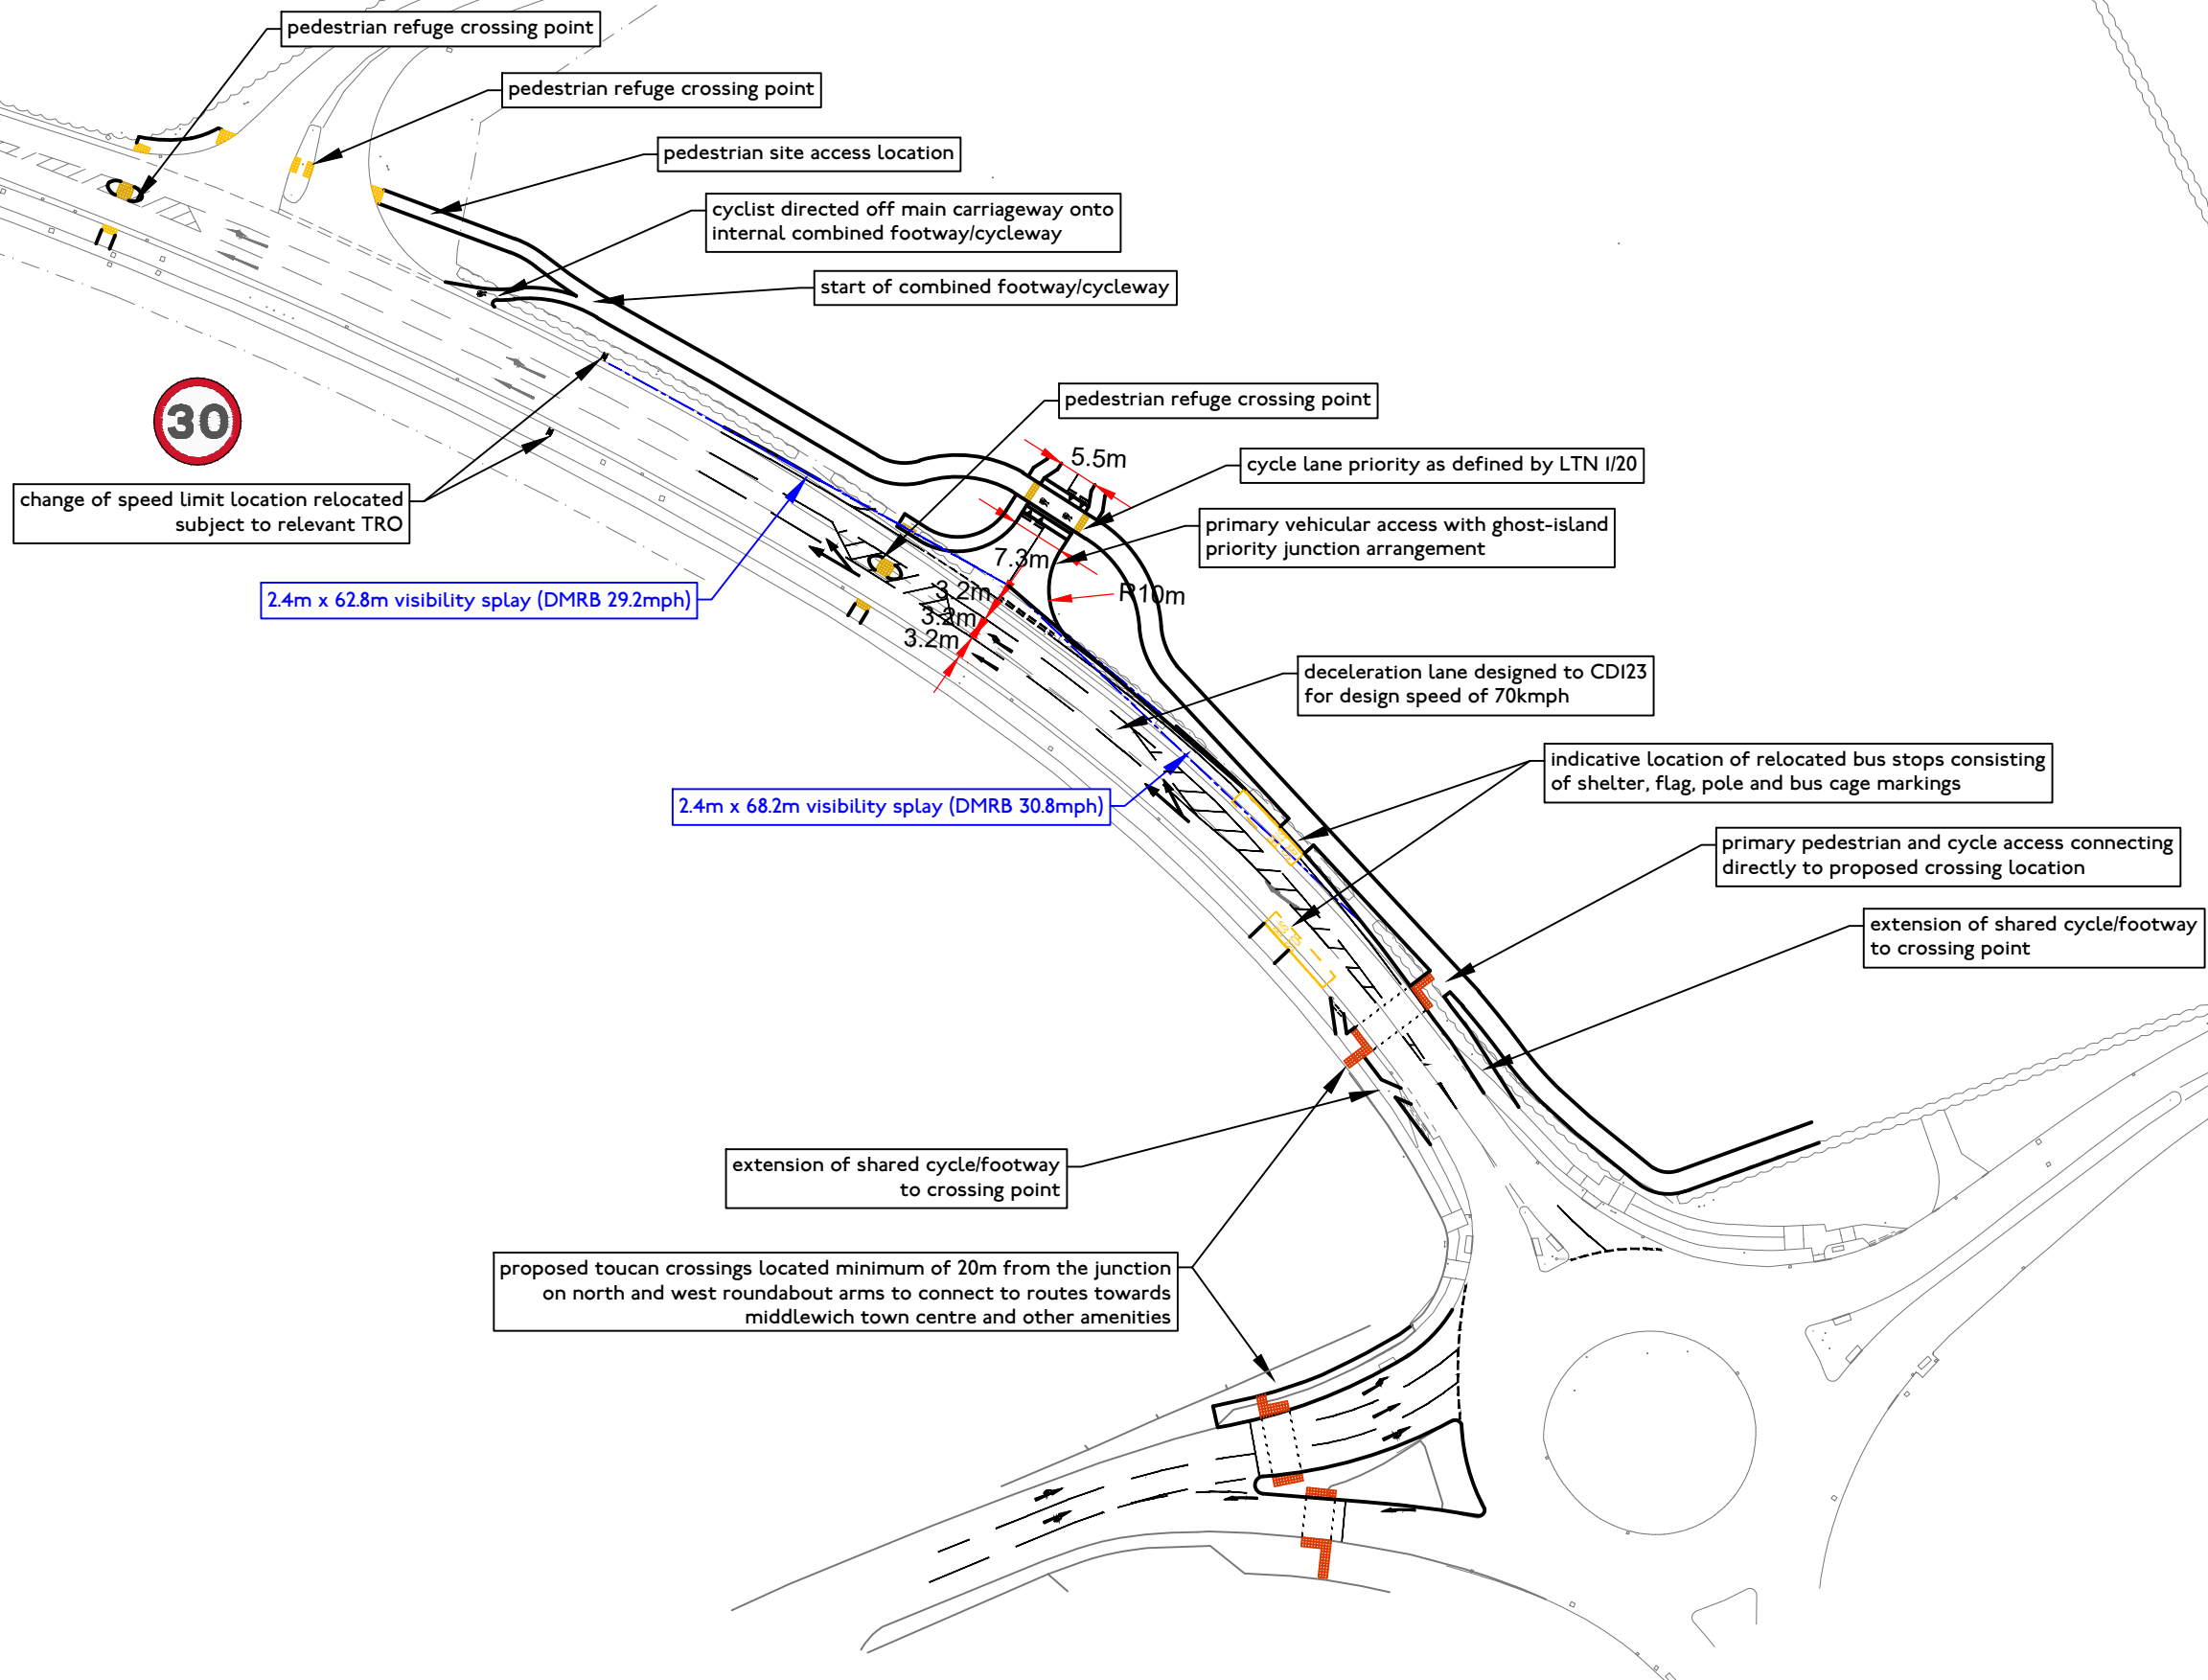 pedestrian refuge crossing point
pedestrian refuge crossing point
pedestrian site access location
cyclist directed off main carriageway onto
internal combined footway/cycleway
start of combined footway/cycleway
30
change of speed limit location relocated
subject to relevant TRO
pedestrian refuge crossing point
5.5m
cycle lane priority as defined by LTN 1/20
primary vehicular access with ghost-island
priority junction arrangement
7.3m
2.4m x 62.8m visibility splay (DMRB 29.2mph)
3.2m
R10m
3.2m
3.2m
deceleration lane designed to CD123
for design speed of 70kmph
indicative location of relocated bus stops consisting
of shelter, flag, pole and bus cage markings
2.4m x 68.2m visibility splay (DMRB 30.8mph)
primary pedestrian and cycle access connecting
directly to proposed crossing location
extension of shared cycle/footway
to crossing point
extension of shared cycle/footway
to crossing point
proposed toucan crossings located minimum of 20m from the junction
on north and west roundabout arms to connect to routes towards
middlewich town centre and other amenities